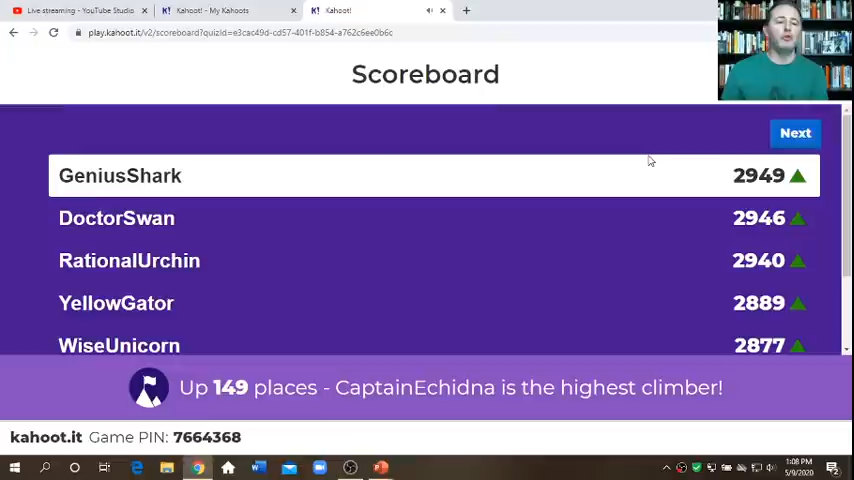 Live streaming - YouTube Studio
K! Kahoot! - My Kahoots
K! Kahoot!
play.kahoot.it/v2/scoreboard?quizId=e3cac49d-cd57-401f-b854-a762c6ee0b6c
Scoreboard
Next
GeniusShark 2949
DoctorSwan 2946
RationalUrchin 2940
YellowGator 2889
WiseUnicorn 2877
Up 149 places - CaptainEchidna is the highest climber!
kahoot.it Game PIN: 7664368
1:08 PM
5/9/2020